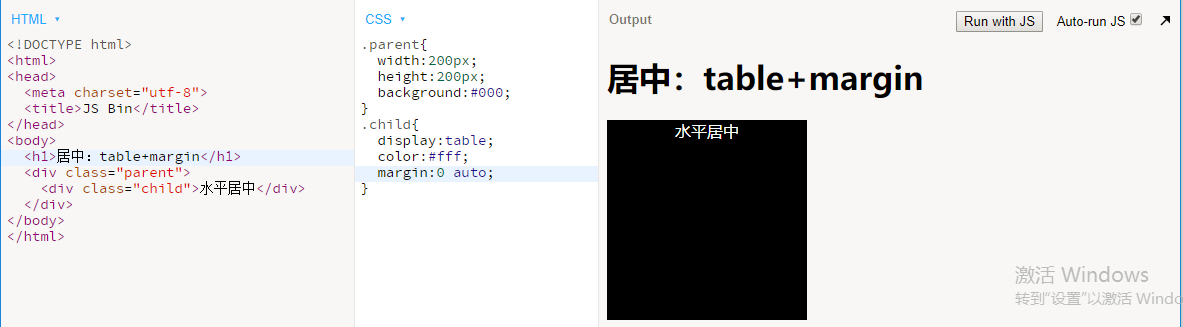 HTML
<!DOCTYPE html>
<html>
<head>
<meta charset="utf-8">
<title>JS Bin</title>
</head>
<body>
<h1>居中：table+margin</h1>
<div class="parent">
<div class="child">水平居中</div>
</div>
</body>
</html>
CSS
.parent{
width:200px;
height:200px;
background:#000;
}
.child{
display:table;
color:#fff;
margin:0 auto;
}
Output
Run with JS
Auto-run JS
居中：table+margin
水平居中
激活 Windows
转到“设置”以激活 Windo